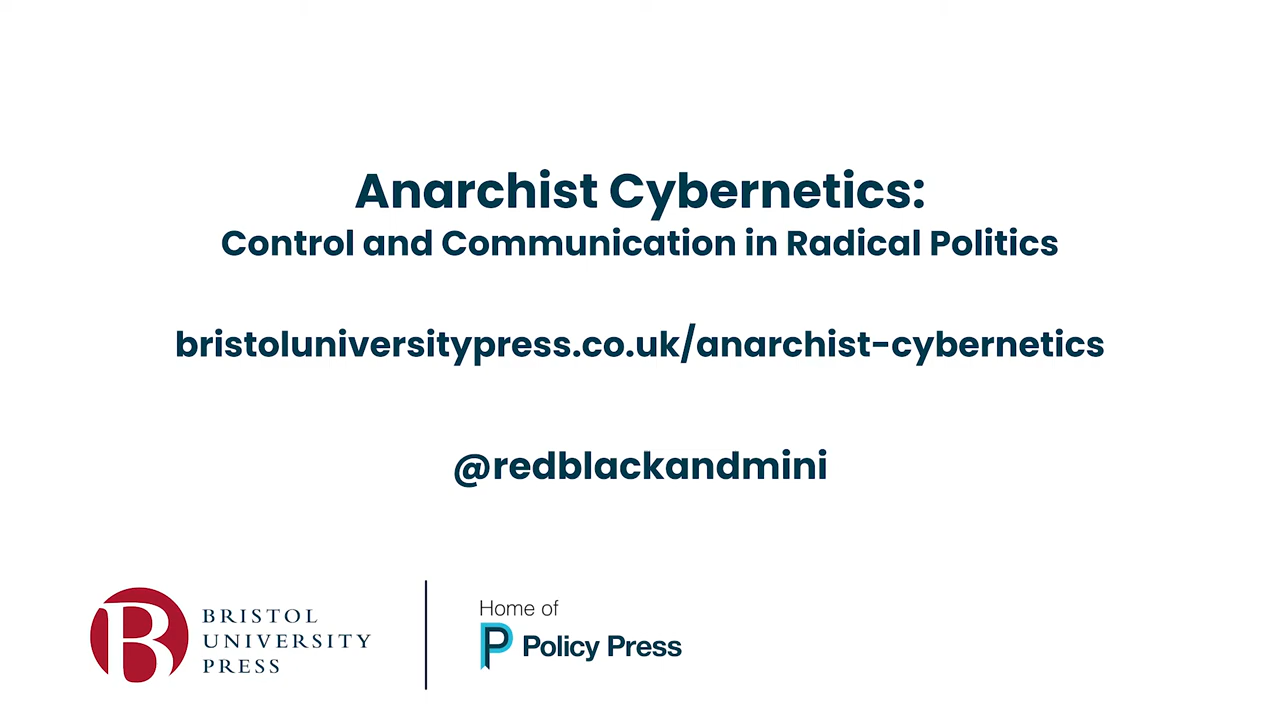 Anarchist Cybernetics:
Control and Communication in Radical Politics
bristoluniversitypress.co.uk/anarchist-cybernetics
@redblackandmini
B
BRISTOL
UNIVERSITY
PRESS
Home of
P Policy Press